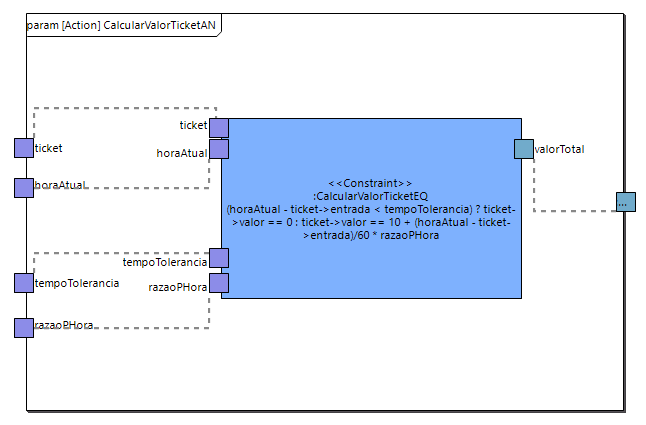 param [Action] CalcularValorTicketAN
ticket
ticket
horaAtual
valorTotal
horaAtual
<<Constraint>>
:CalcularValorTicketEQ
(horaAtual - ticket->entrada < tempoTolerancia) ? ticket-
>valor == 0 : ticket->valor == 10 + (horaAtual - ticket-
>entrada)/60 * razaoPHora
...
tempoTolerancia
tempoTolerancia
razaoPHora
razaoPHora